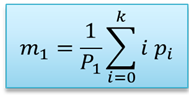 m₁ = 1/P₁ ∑_{i=0}^{k} i pᵢ